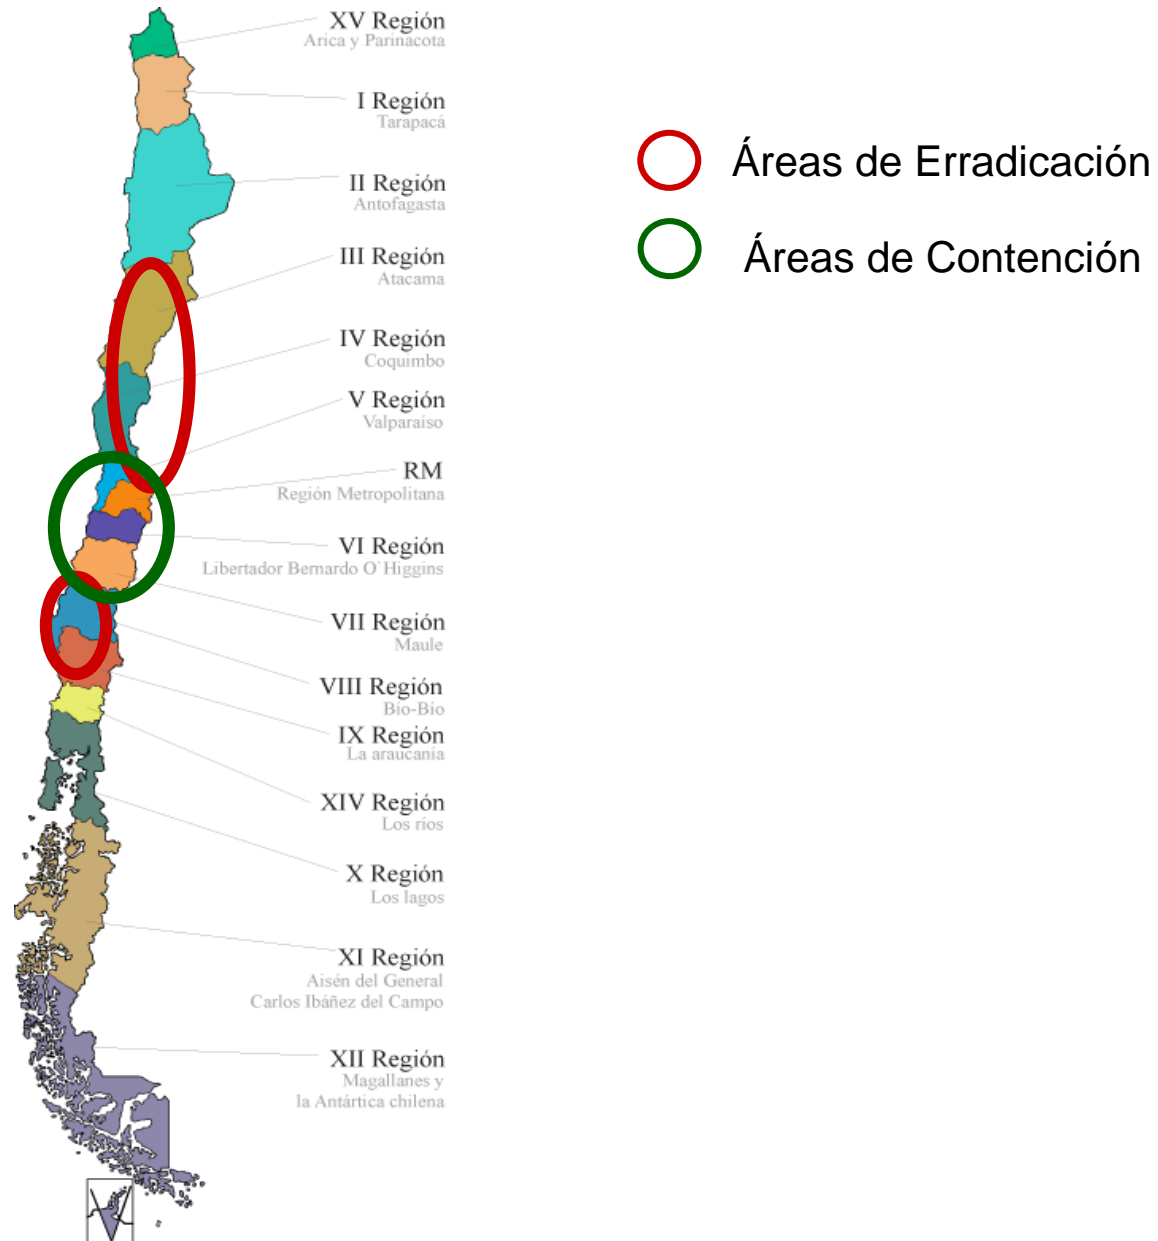 XV Región
Arica y Parinacota
I Región
Tarapacá
II Región
Antofagasta
III Región
Atacama
IV Región
Coquimbo
V Región
Valparaíso
RM
Región Metropolitana
VI Región
Libertador Bernardo O`Higgins
VII Región
Maule
VIII Región
Bío-Bío
IX Región
La araucanía
XIV Región
Los ríos
X Región
Los lagos
XI Región
Aisén del General
Carlos Ibáñez del Campo
XII Región
Magallanes y
la Antártica chilena
Áreas de Erradicación
Áreas de Contención